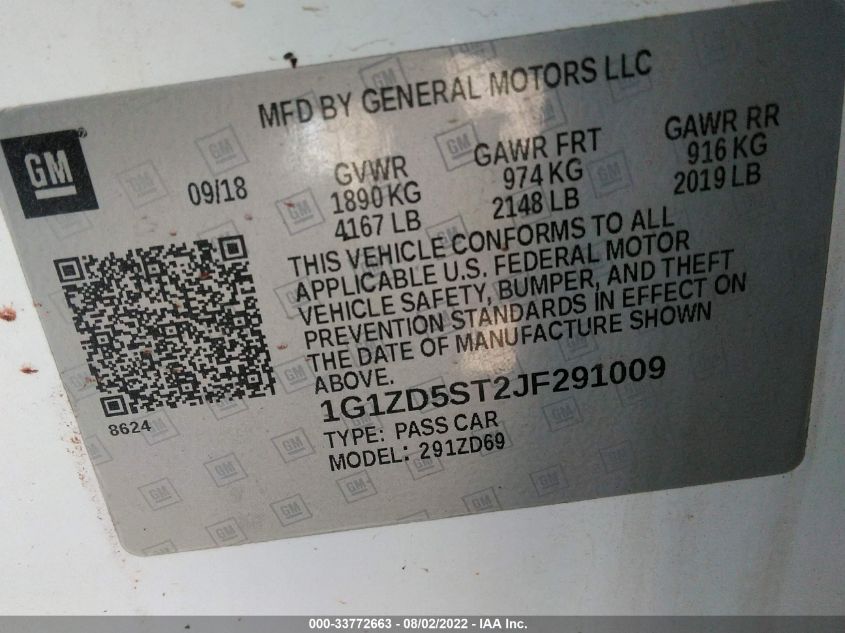 MFD BY GENERAL MOTORS LLC
GM
09/18
GVWR
1890 KG
4167 LB
GAWR FRT
974 KG
2148 LB
GAWR RR
916 KG
2019 LB
THIS VEHICLE CONFORMS TO ALL
APPLICABLE U.S. FEDERAL MOTOR
VEHICLE SAFETY, BUMPER, AND THEFT
PREVENTION STANDARDS IN EFFECT ON
THE DATE OF MANUFACTURE SHOWN
ABOVE.
8624
1G1ZD5ST2JF291009
TYPE: PASS CAR
MODEL: 291ZD69
000-33772663 - 08/02/2022 - IAA Inc.